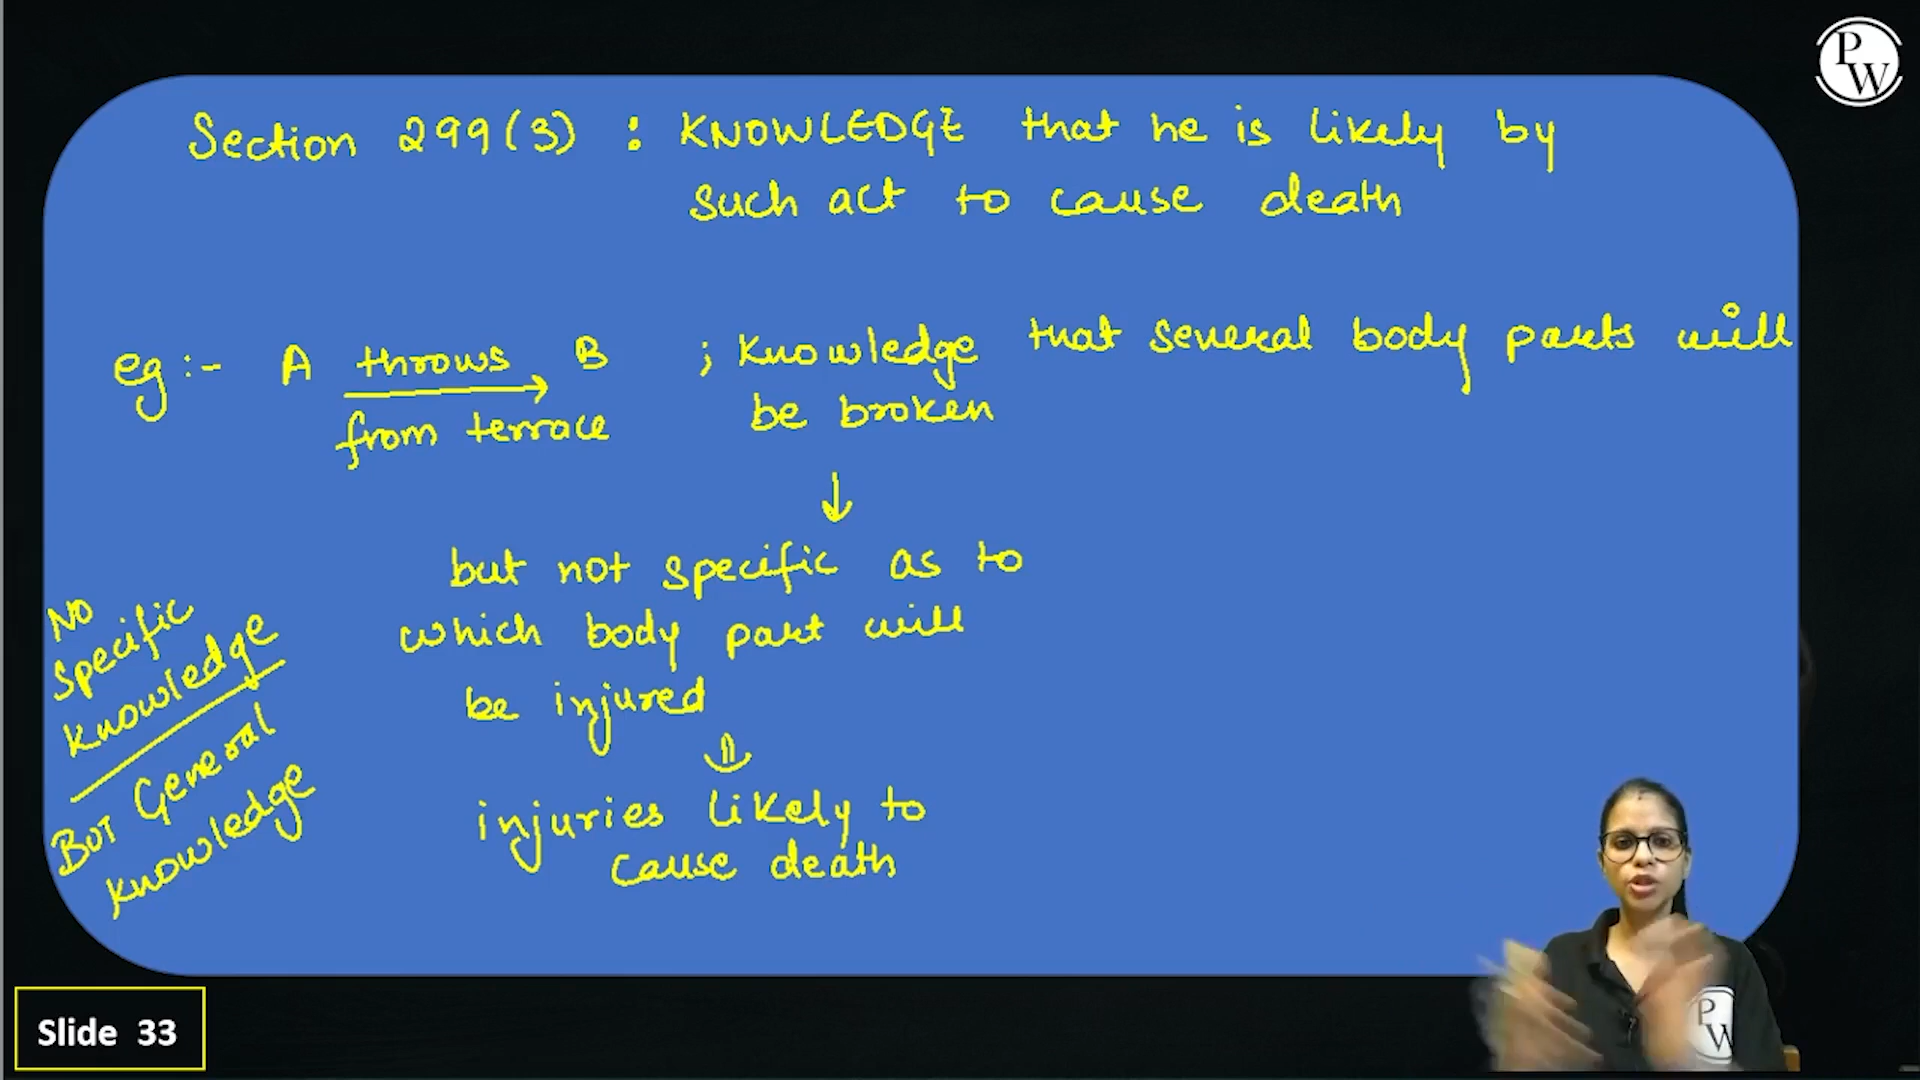 PW
Section 299(3) : KNOWLEDGE that he is likely by
such act to cause death
eg :- A throws B ; Knowledge that several body parts will
from terrace be broken
↓
but not specific as to
which body part will
be injured
⇓
injuries likely to
cause death
No
Specific
Knowledge
But General
Knowledge
PW
Slide 33